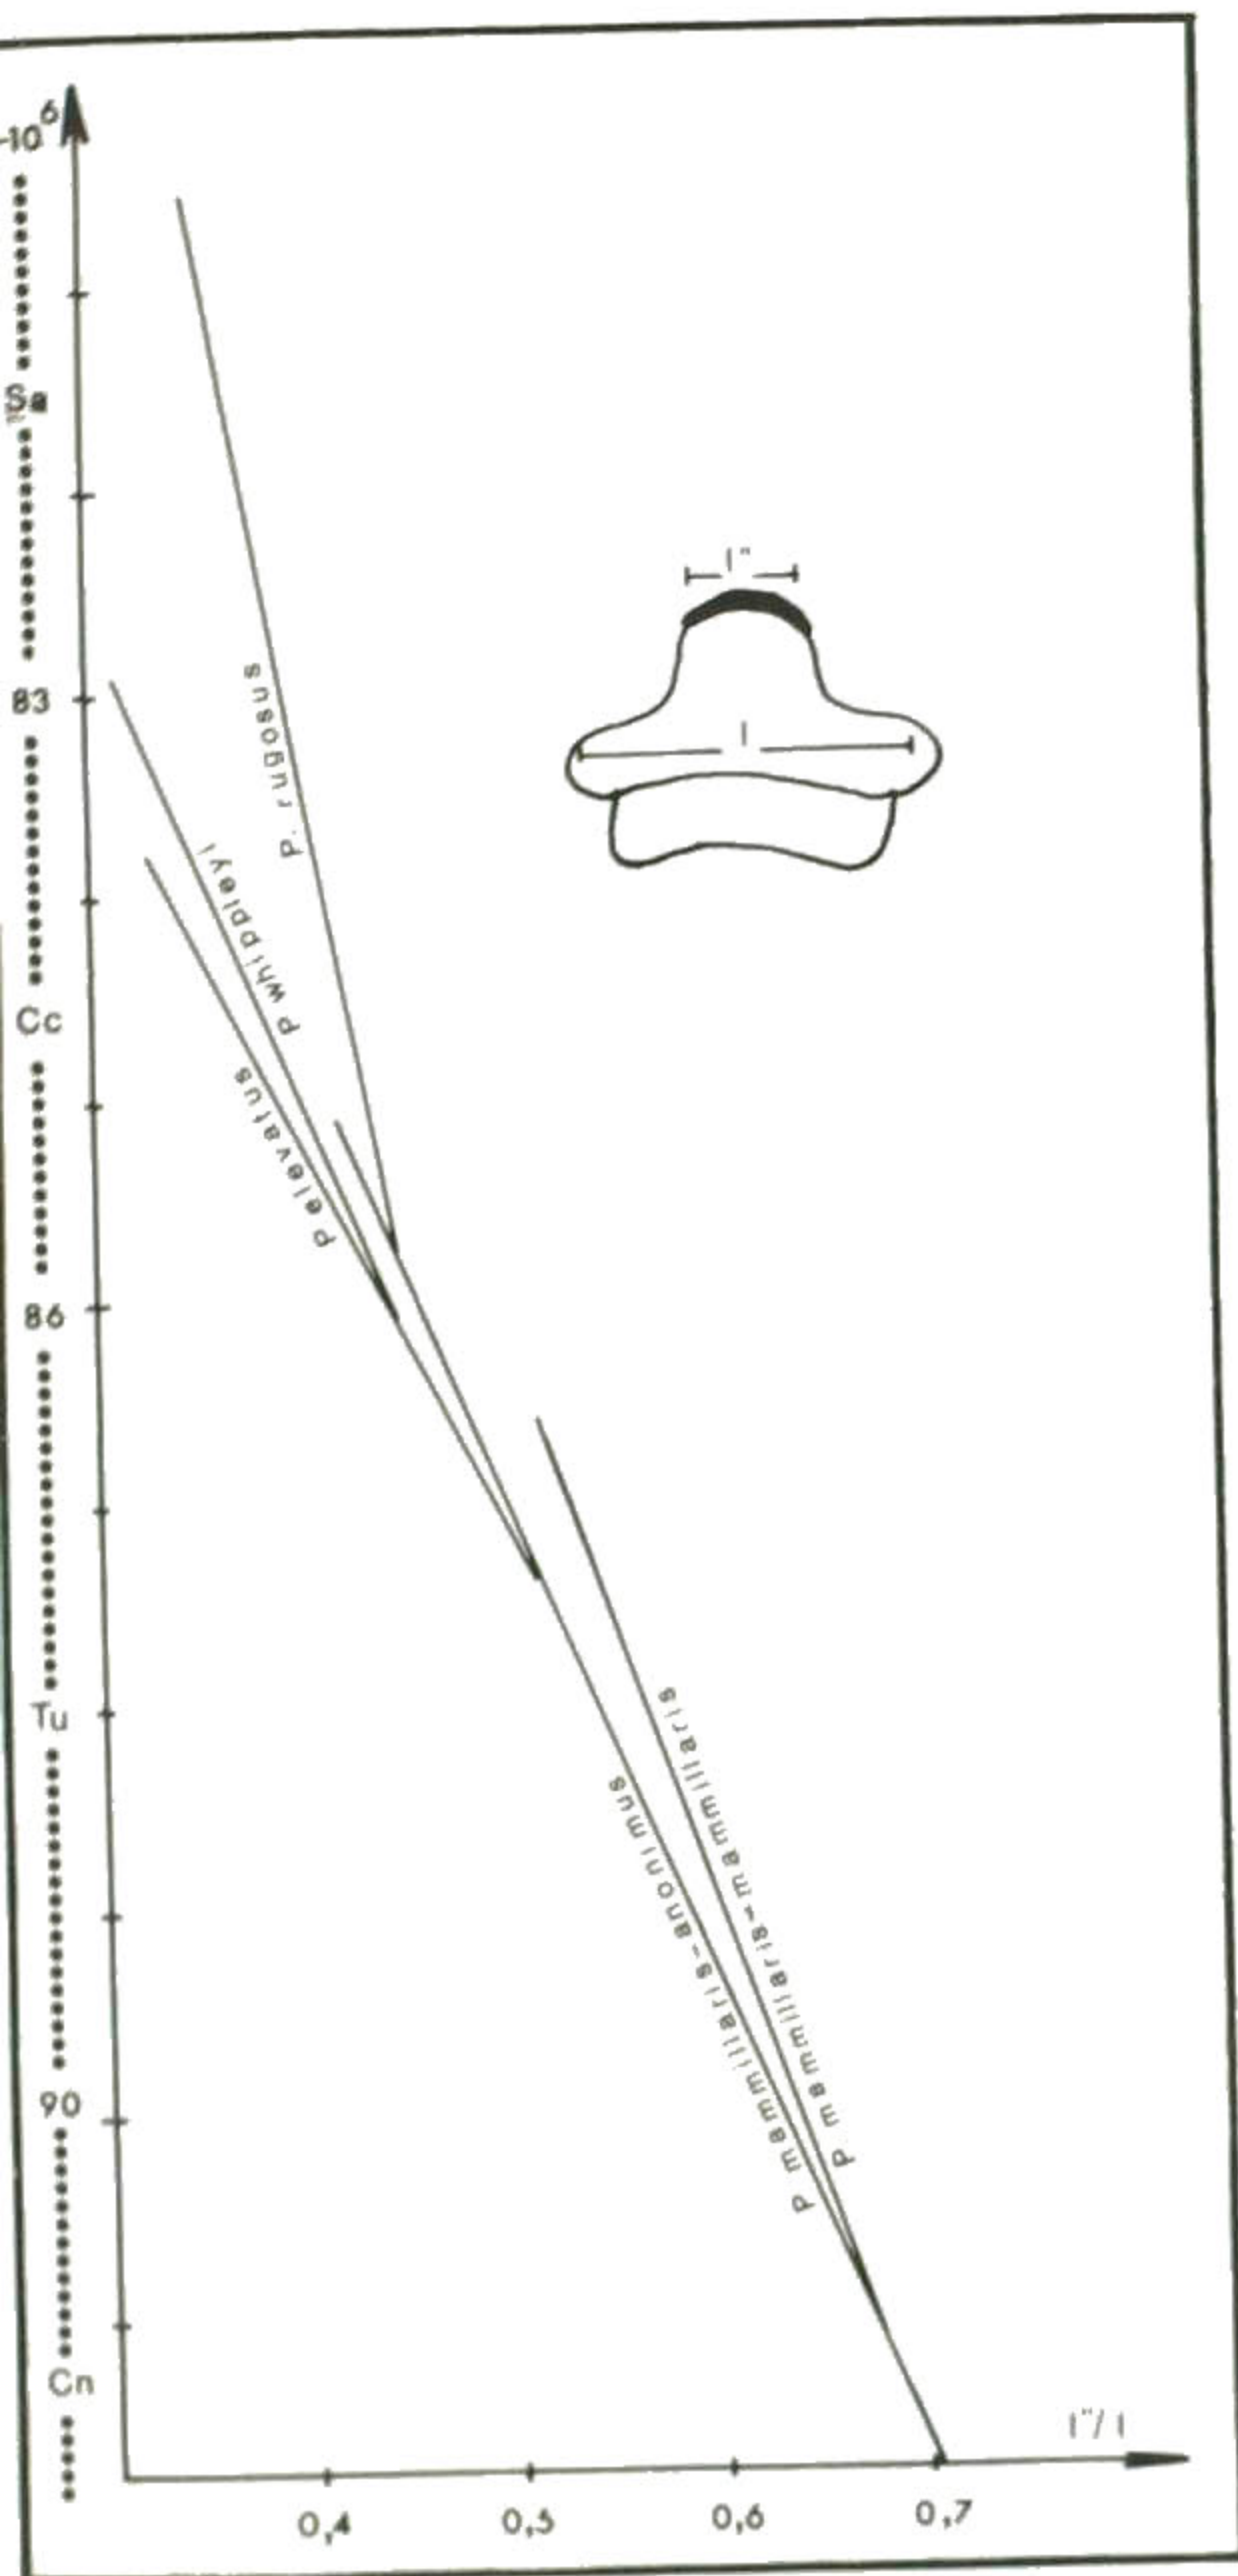 -10⁶
Sa
83
Cc
86
Tu
90
Cn
P. rugosus
P whippleyi
P elevatus
P mammillaris-mammillaris
P mammillaris-anonimus
l"
l
l"/l
0,4
0,5
0,6
0,7